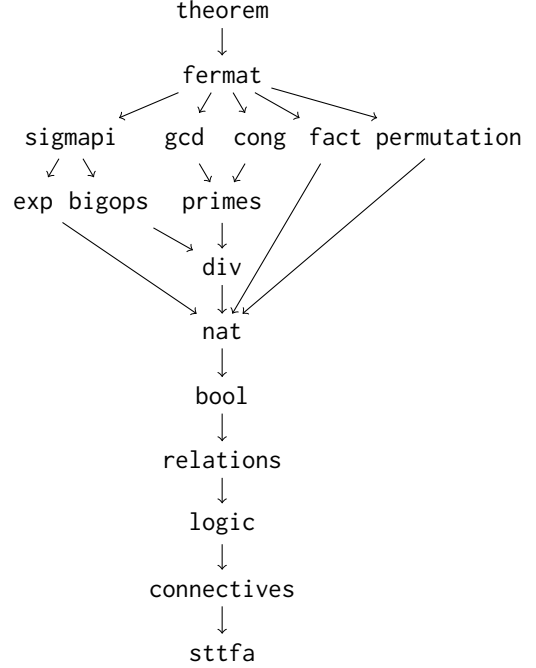 theorem
fermat
sigmapi gcd cong fact permutation
exp bigops primes
div
nat
bool
relations
logic
connectives
sttfa